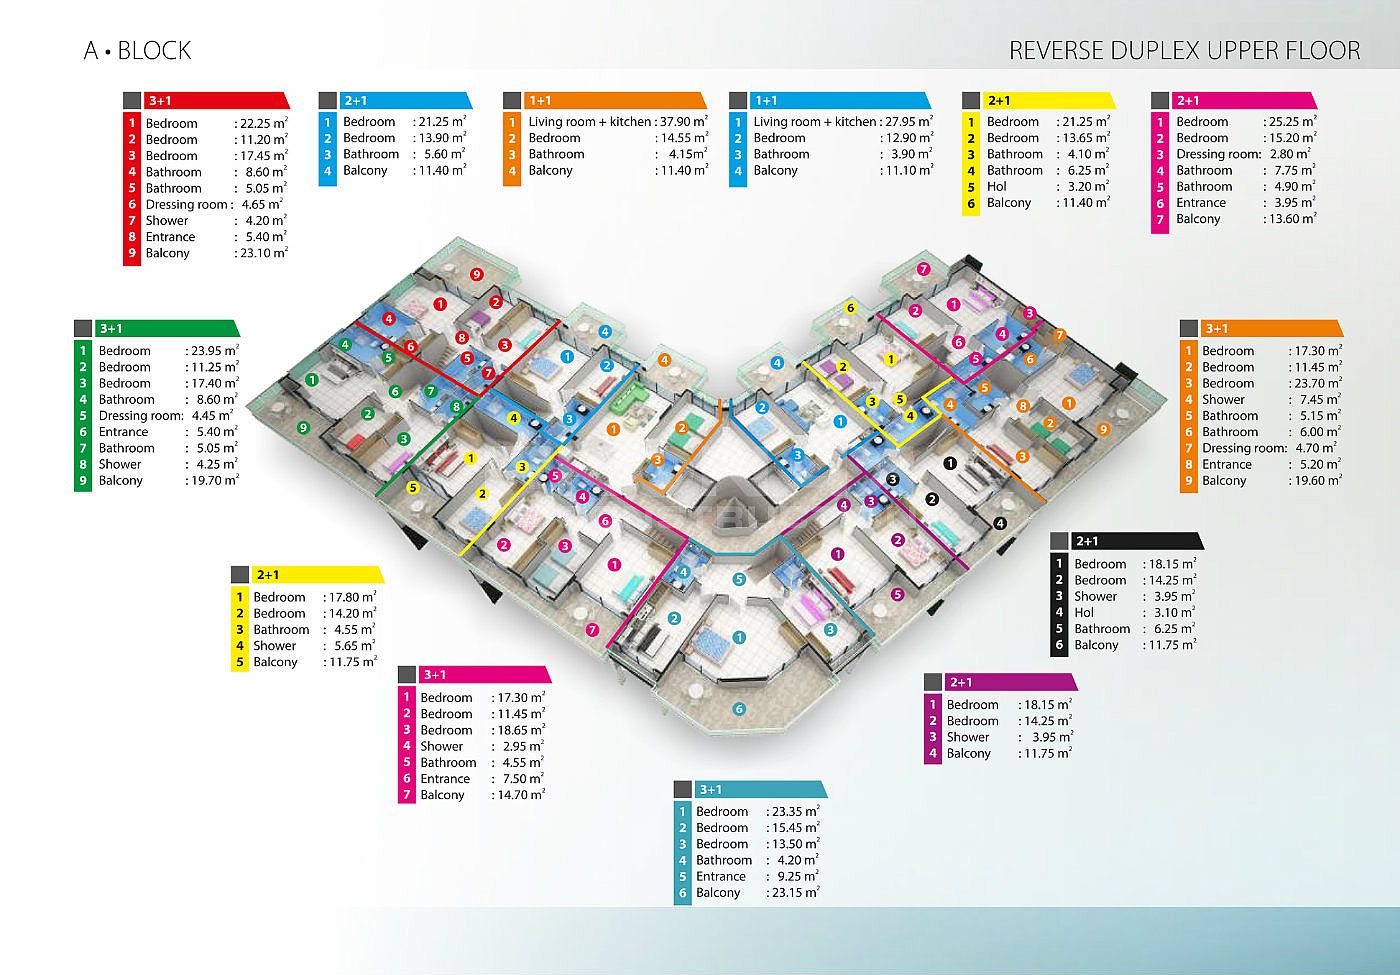 A • BLOCK
REVERSE DUPLEX UPPER FLOOR
3+1
1 Bedroom : 22.25 m²
2 Bedroom : 11.20 m²
3 Bedroom : 17.45 m²
4 Bathroom : 8.60 m²
5 Bathroom : 5.05 m²
6 Dressing room : 4.65 m²
7 Shower : 4.20 m²
8 Entrance : 5.40 m²
9 Balcony : 23.10 m²
2+1
1 Bedroom : 21.25 m²
2 Bedroom : 13.90 m²
3 Bathroom : 5.60 m²
4 Balcony : 11.40 m²
1+1
1 Living room + kitchen : 37.90 m²
2 Bedroom : 14.55 m²
3 Bathroom : 4.15m²
4 Balcony : 11.40 m²
1+1
1 Living room + kitchen : 27.95 m²
2 Bedroom : 12.90 m²
3 Bathroom : 3.90 m²
4 Balcony : 11.10 m²
2+1
1 Bedroom : 21.25 m²
2 Bedroom : 13.65 m²
3 Bathroom : 4.10 m²
4 Bathroom : 6.25 m²
5 Hol : 3.20 m²
6 Balcony : 11.40 m²
2+1
1 Bedroom : 25.25 m²
2 Bedroom : 15.20 m²
3 Dressing room: 2.80 m²
4 Bathroom : 7.75 m²
5 Bathroom : 4.90 m²
6 Entrance : 3.95 m²
7 Balcony : 13.60 m²
3+1
1 Bedroom : 23.95 m²
2 Bedroom : 11.25 m²
3 Bedroom : 17.40 m²
4 Bathroom : 8.60 m²
5 Dressing room: 4.45 m²
6 Entrance : 5.40 m²
7 Bathroom : 5.05 m²
8 Shower : 4.25 m²
9 Balcony : 19.70 m²
3+1
1 Bedroom : 17.30 m²
2 Bedroom : 11.45 m²
3 Bedroom : 23.70 m²
4 Shower : 7.45 m²
5 Bathroom : 5.15 m²
6 Bathroom : 6.00 m²
7 Dressing room: 4.70 m²
8 Entrance : 5.20 m²
9 Balcony : 19.60 m²
2+1
1 Bedroom : 18.15 m²
2 Bedroom : 14.25 m²
3 Shower : 3.95 m²
4 Hol : 3.10 m²
5 Bathroom : 6.25 m²
6 Balcony : 11.75 m²
2+1
1 Bedroom : 17.80 m²
2 Bedroom : 14.20 m²
3 Bathroom : 4.55 m²
4 Shower : 5.65 m²
5 Balcony : 11.75 m²
3+1
1 Bedroom : 17.30 m²
2 Bedroom : 11.45 m²
3 Bedroom : 18.65 m²
4 Shower : 2.95 m²
5 Bathroom : 4.55 m²
6 Entrance : 7.50 m²
7 Balcony : 14.70 m²
2+1
1 Bedroom : 18.15 m²
2 Bedroom : 14.25 m²
3 Shower : 3.95 m²
4 Balcony : 11.75 m²
3+1
1 Bedroom : 23.35 m²
2 Bedroom : 15.45 m²
3 Bedroom : 13.50 m²
4 Bathroom : 4.20 m²
5 Entrance : 9.25 m²
6 Balcony : 23.15 m²